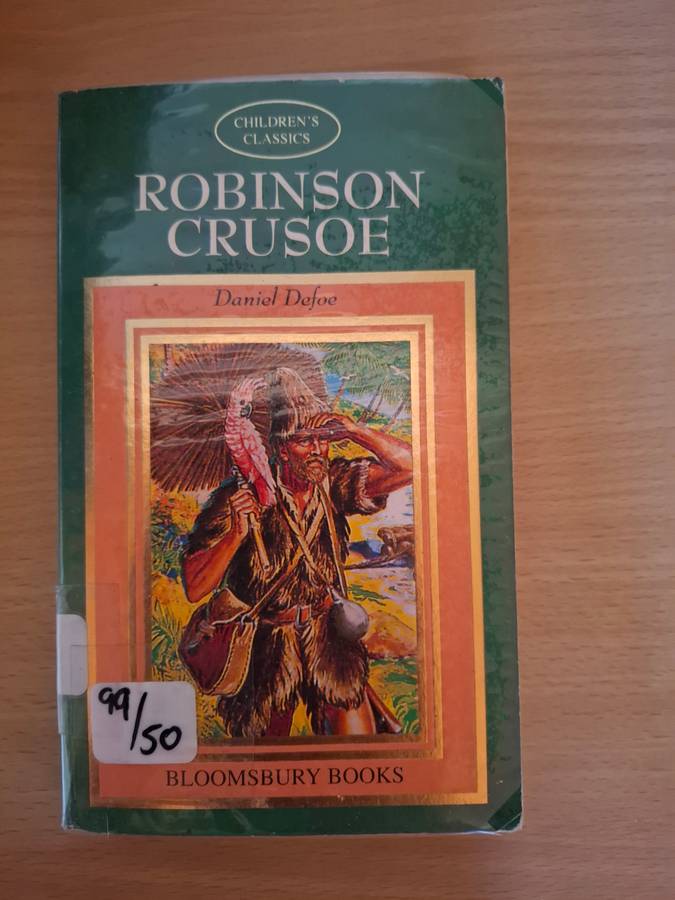 CHILDREN'S
CLASSICS
ROBINSON
CRUSOE
Daniel Defoe
99/50
BLOOMSBURY BOOKS